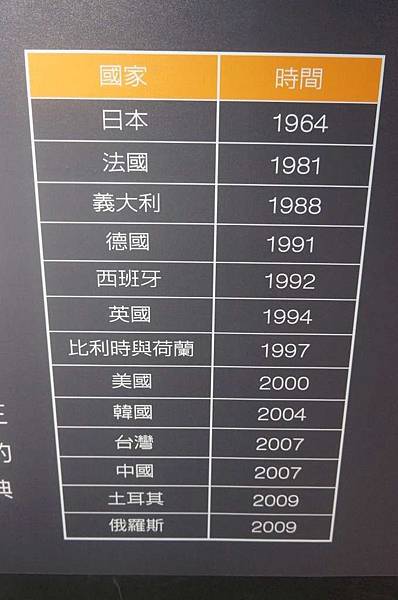 國家 時間
日本 1964
法國 1981
義大利 1988
德國 1991
西班牙 1992
英國 1994
比利時與荷蘭 1997
美國 2000
韓國 2004
台灣 2007
中國 2007
土耳其 2009
俄羅斯 2009
的
典